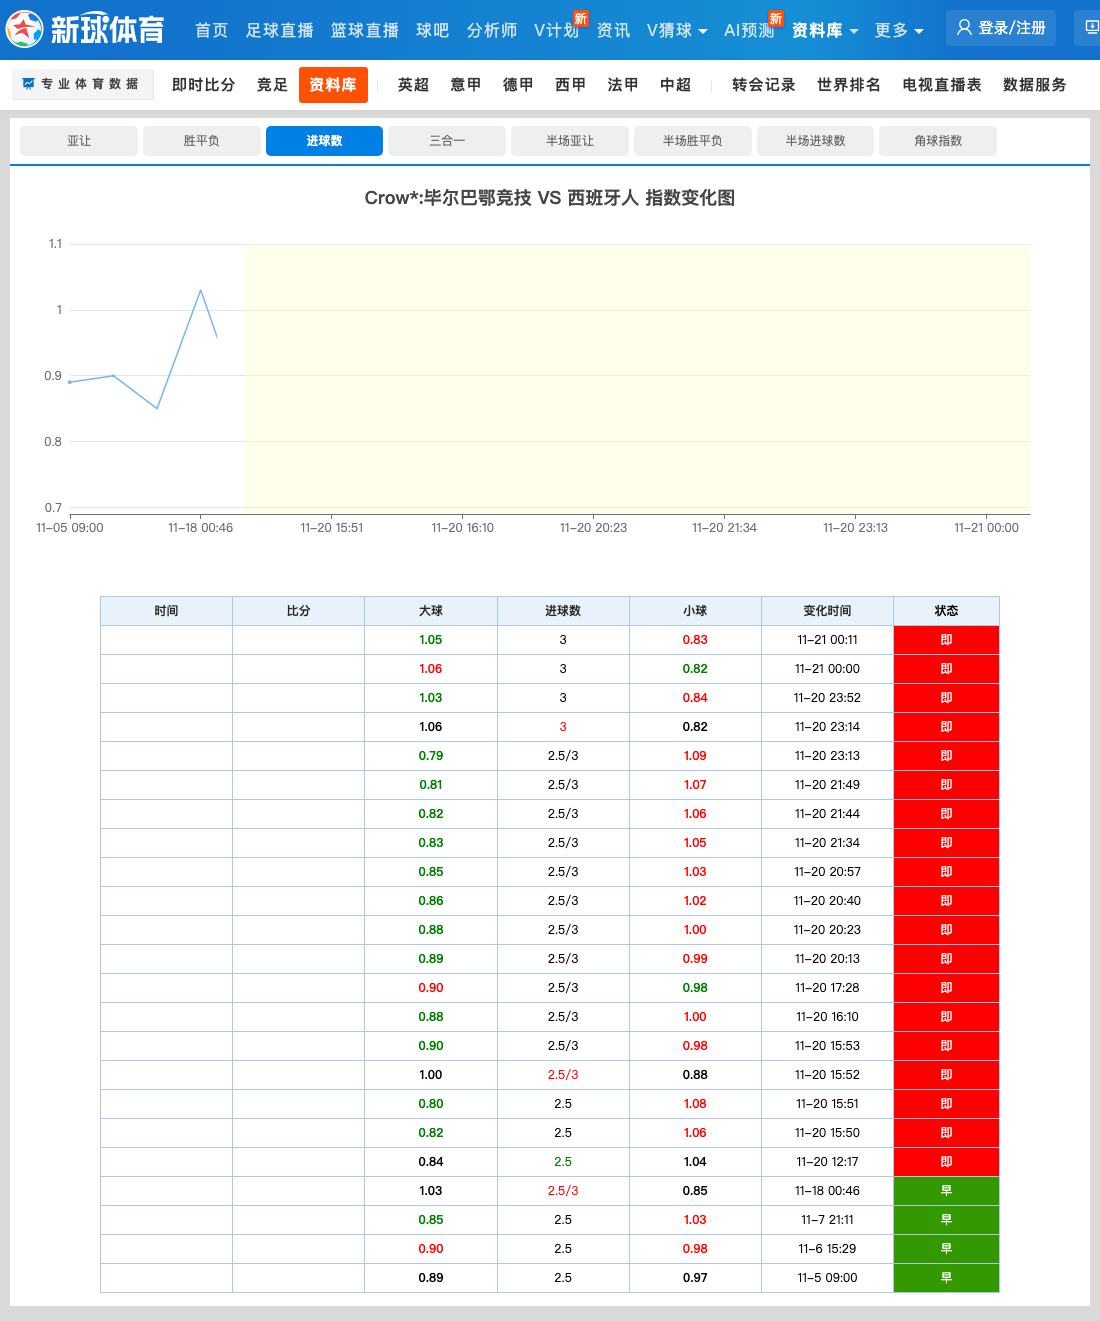 新球体育 首页 足球直播 篮球直播 球吧 分析师 V计划 新 资讯 V猜球 AI预测 新 资料库 更多 登录/注册
专业体育数据 即时比分 竞足 资料库 英超 意甲 德甲 西甲 法甲 中超 转会记录 世界排名 电视直播表 数据服务
亚让 胜平负 进球数 三合一 半场亚让 半场胜平负 半场进球数 角球指数
Crow*:毕尔巴鄂竞技 VS 西班牙人 指数变化图
1.1
1
0.9
0.8
0.7
11-05 09:00 11-18 00:46 11-20 15:51 11-20 16:10 11-20 20:23 11-20 21:34 11-20 23:13 11-21 00:00
时间 比分 大球 进球数 小球 变化时间 状态
1.05 3 0.83 11-21 00:11 即
1.06 3 0.82 11-21 00:00 即
1.03 3 0.84 11-20 23:52 即
1.06 3 0.82 11-20 23:14 即
0.79 2.5/3 1.09 11-20 23:13 即
0.81 2.5/3 1.07 11-20 21:49 即
0.82 2.5/3 1.06 11-20 21:44 即
0.83 2.5/3 1.05 11-20 21:34 即
0.85 2.5/3 1.03 11-20 20:57 即
0.86 2.5/3 1.02 11-20 20:40 即
0.88 2.5/3 1.00 11-20 20:23 即
0.89 2.5/3 0.99 11-20 20:13 即
0.90 2.5/3 0.98 11-20 17:28 即
0.88 2.5/3 1.00 11-20 16:10 即
0.90 2.5/3 0.98 11-20 15:53 即
1.00 2.5/3 0.88 11-20 15:52 即
0.80 2.5 1.08 11-20 15:51 即
0.82 2.5 1.06 11-20 15:50 即
0.84 2.5 1.04 11-20 12:17 即
1.03 2.5/3 0.85 11-18 00:46 早
0.85 2.5 1.03 11-7 21:11 早
0.90 2.5 0.98 11-6 15:29 早
0.89 2.5 0.97 11-5 09:00 早